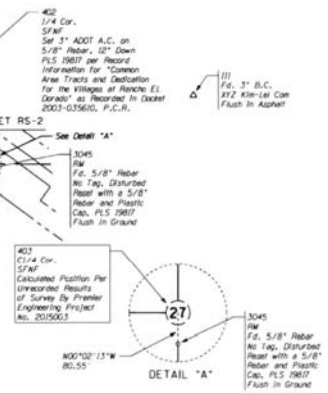 402
1/4 Cor.
SFNF
Set 3" ADOT A.C. on
5/8" Rebar, 12" Down
PLS 19817 per Record
Information for "Common
Area Tracts and Dedication
for the Villages at Rancho EL
Dorado" as Recorded in Docket
2003-035610, P.C.R.
111
Fd. 3" B.C.
XYZ Kim-Lei Com
Flush in Asphalt
ET RS-2
See Detail "A"
3045
RM
Fd. 5/8" Rebar
No Tag, Disturbed
Reset with a 5/8"
Rebar and Plastic
Cap, PLS 19817
Flush in Ground
403
C1/4 Cor.
SFNF
Calculated Position Per
Unrecorded Results
of Survey By Premier
Engineering Project
No. 2015003
27
N00°02'13"W
80.55'
DETAIL "A"
3045
RM
Fd. 5/8" Rebar
No Tag, Disturbed
Reset with a 5/8"
Rebar and Plastic
Cap, PLS 19817
Flush in Ground